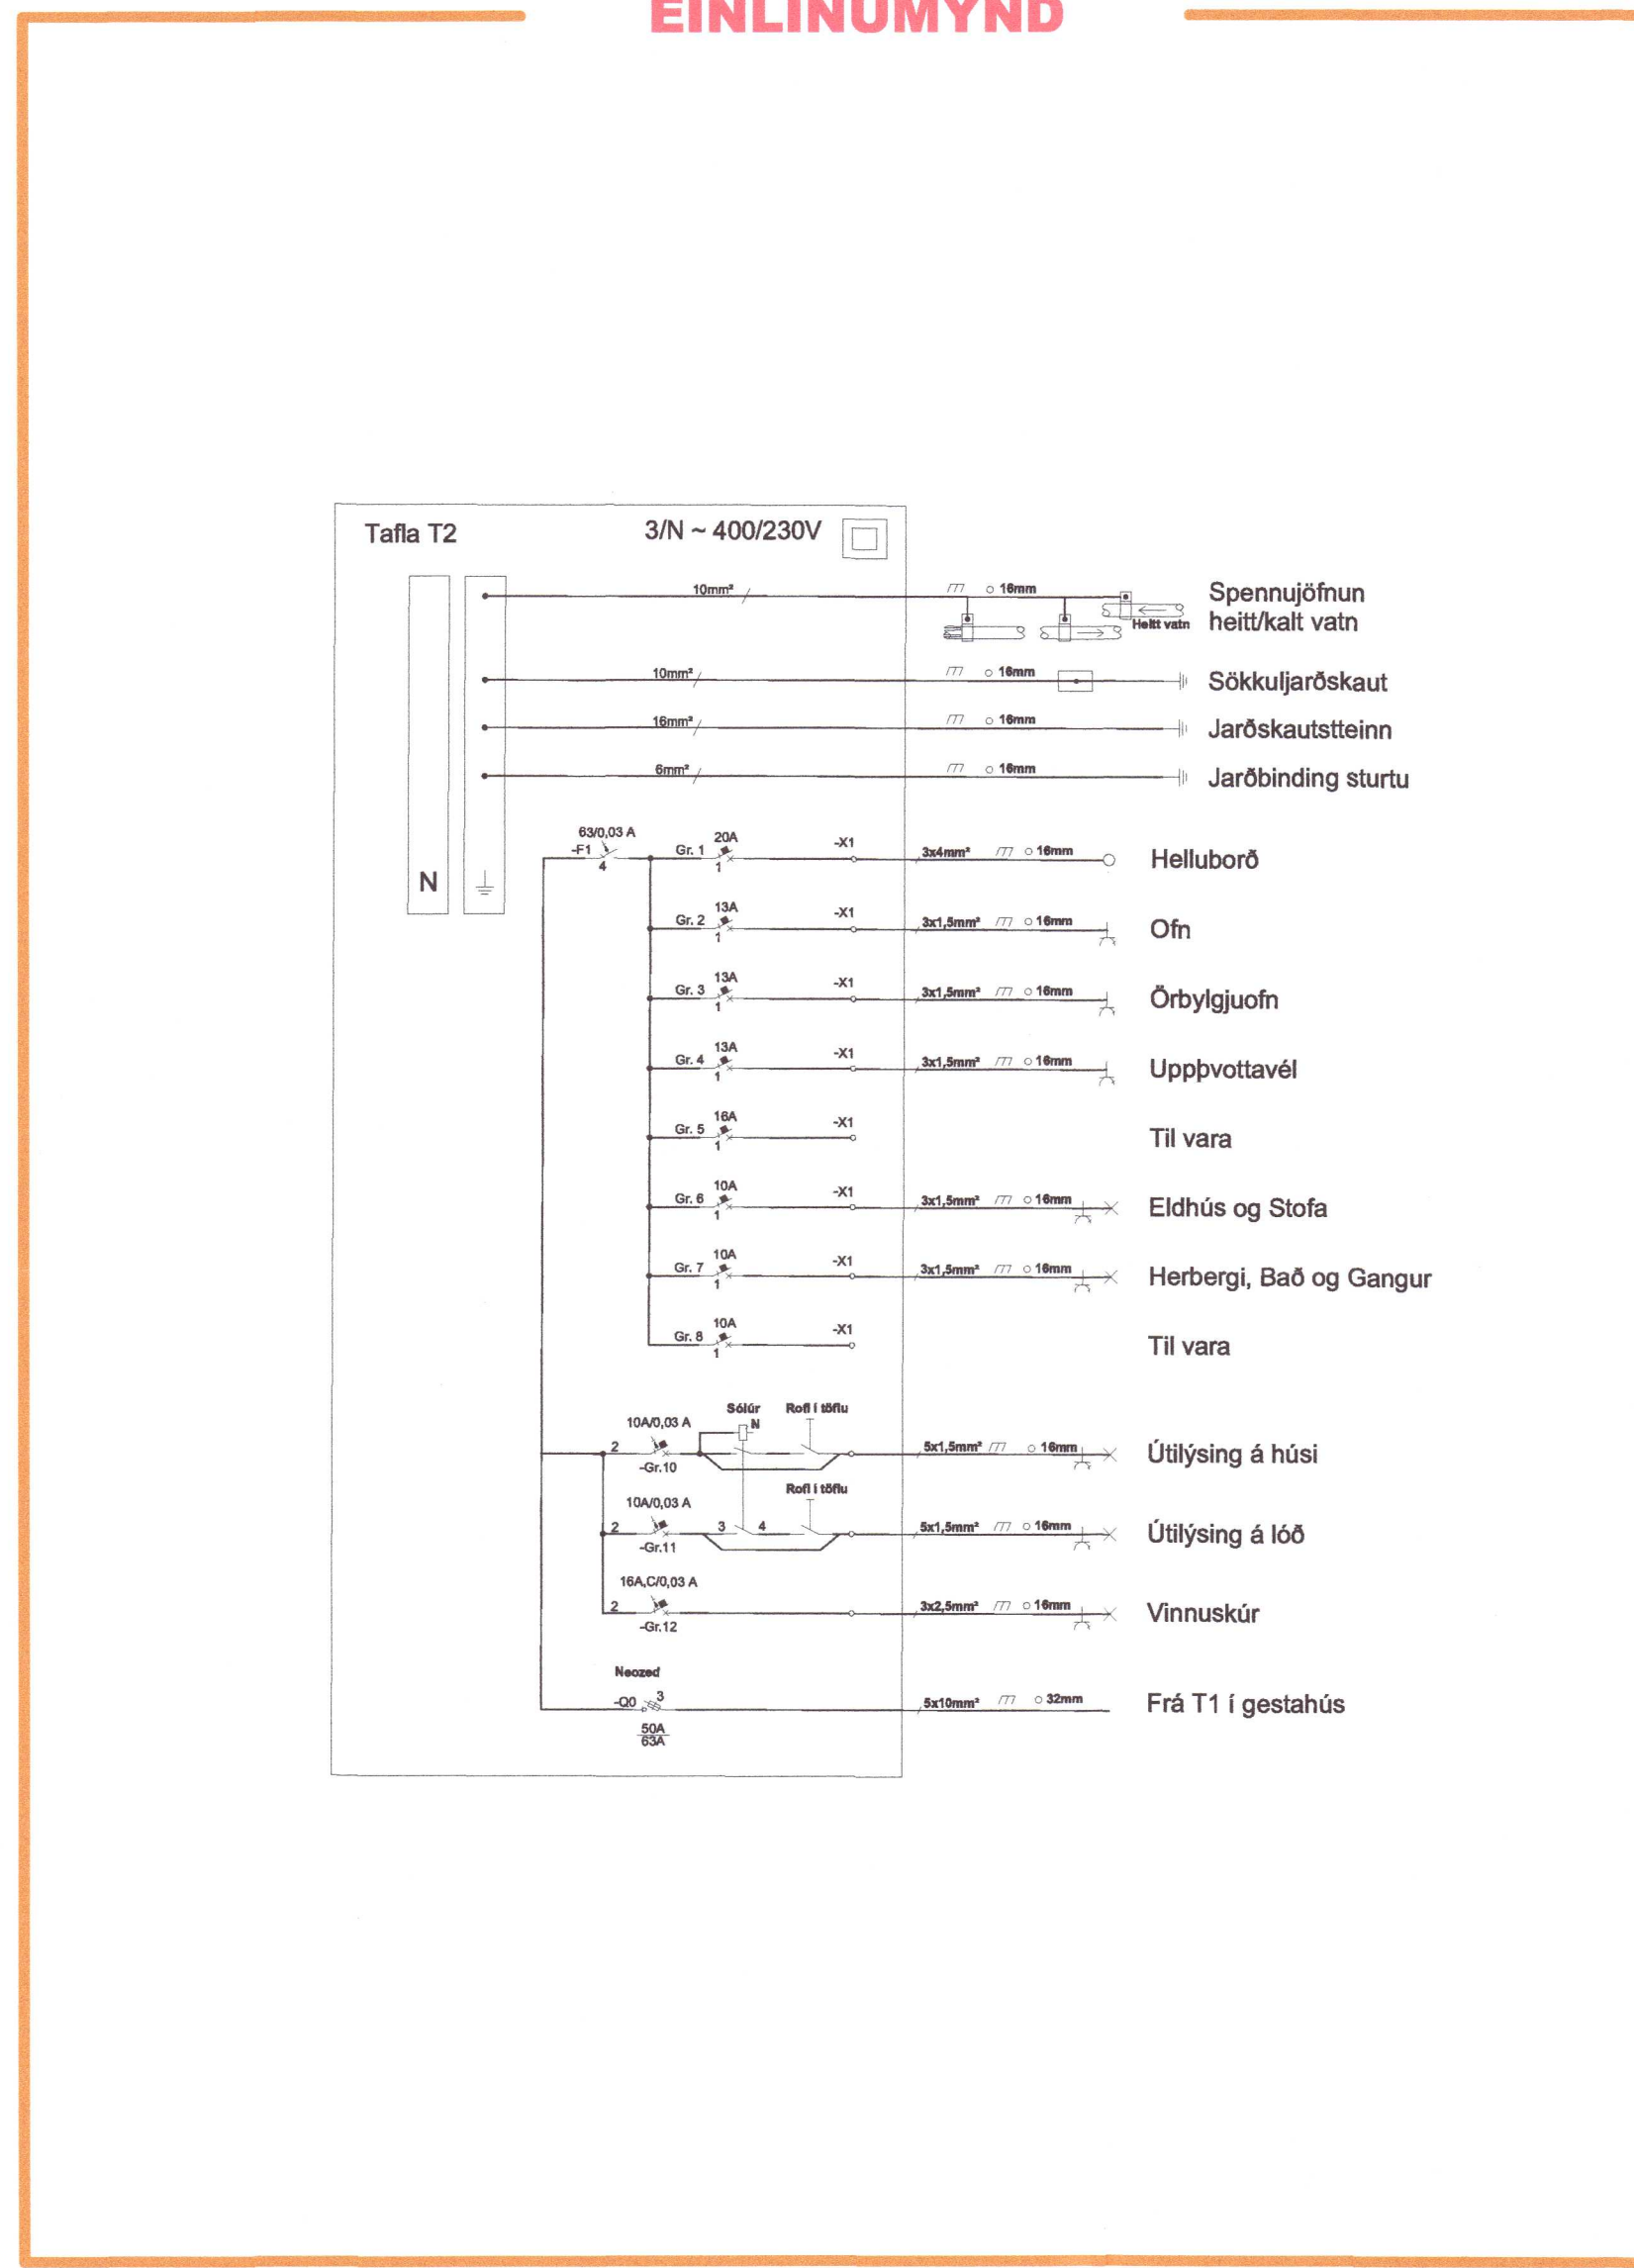 EINLÍNUMYND
Tafla T2 3/N ~ 400/230V
10mm² 16mm Spennujöfnun
Heitt vatn heitt/kalt vatn
10mm² 16mm Sökkuljarðskaut
16mm² 16mm Jarðskautstteinn
6mm² 16mm Jarðbinding sturtu
N
63/0,03 A
-F1 4
Gr. 1 20A 1 -X1 3x4mm² 16mm Helluborð
Gr. 2 13A 1 -X1 3x1,5mm² 16mm Ofn
Gr. 3 13A 1 -X1 3x1,5mm² 16mm Örbylgjuofn
Gr. 4 13A 1 -X1 3x1,5mm² 16mm Uppþvottavél
Gr. 5 16A 1 -X1 Til vara
Gr. 6 10A 1 -X1 3x1,5mm² 16mm Eldhús og Stofa
Gr. 7 10A 1 -X1 3x1,5mm² 16mm Herbergi, Bað og Gangur
Gr. 8 10A 1 -X1 Til vara
Sólúr Rofi í töflu
10A/0,03 A N
2 -Gr.10 5x1,5mm² 16mm Útilýsing á húsi
Rofi í töflu
10A/0,03 A
2 -Gr.11 3 4 5x1,5mm² 16mm Útilýsing á lóð
16A,C/0,03 A
2 -Gr.12 3x2,5mm² 16mm Vinnuskúr
Neozed
-Q0 3 5x10mm² 32mm Frá T1 í gestahús
50A
63A